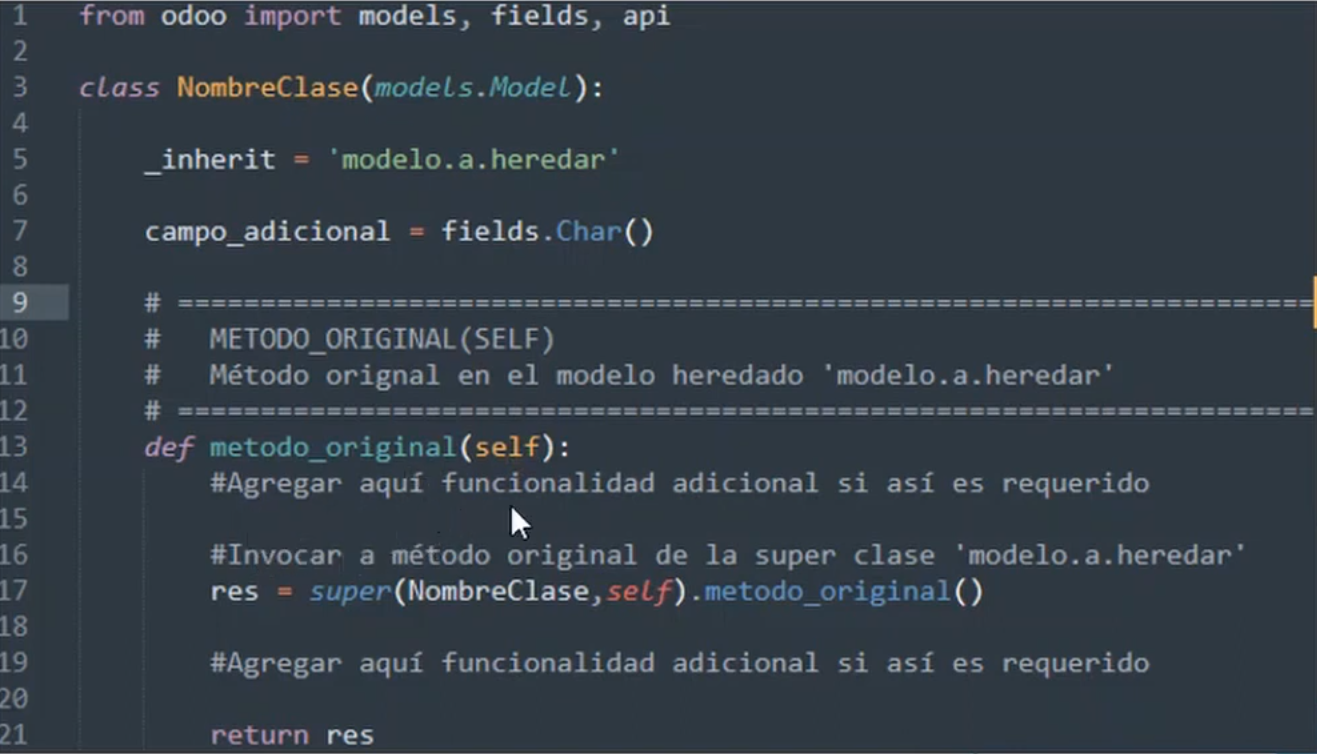 1 from odoo import models, fields, api
2
3 class NombreClase(models.Model):
4
5 _inherit = 'modelo.a.heredar'
6
7 campo_adicional = fields.Char()
8
9 # =====================================================================
10 # METODO_ORIGINAL(SELF)
11 # Método orignal en el modelo heredado 'modelo.a.heredar'
12 # =====================================================================
13 def metodo_original(self):
14 #Agregar aquí funcionalidad adicional si así es requerido
15
16 #Invocar a método original de la super clase 'modelo.a.heredar'
17 res = super(NombreClase,self).metodo_original()
18
19 #Agregar aquí funcionalidad adicional si así es requerido
20
21 return res